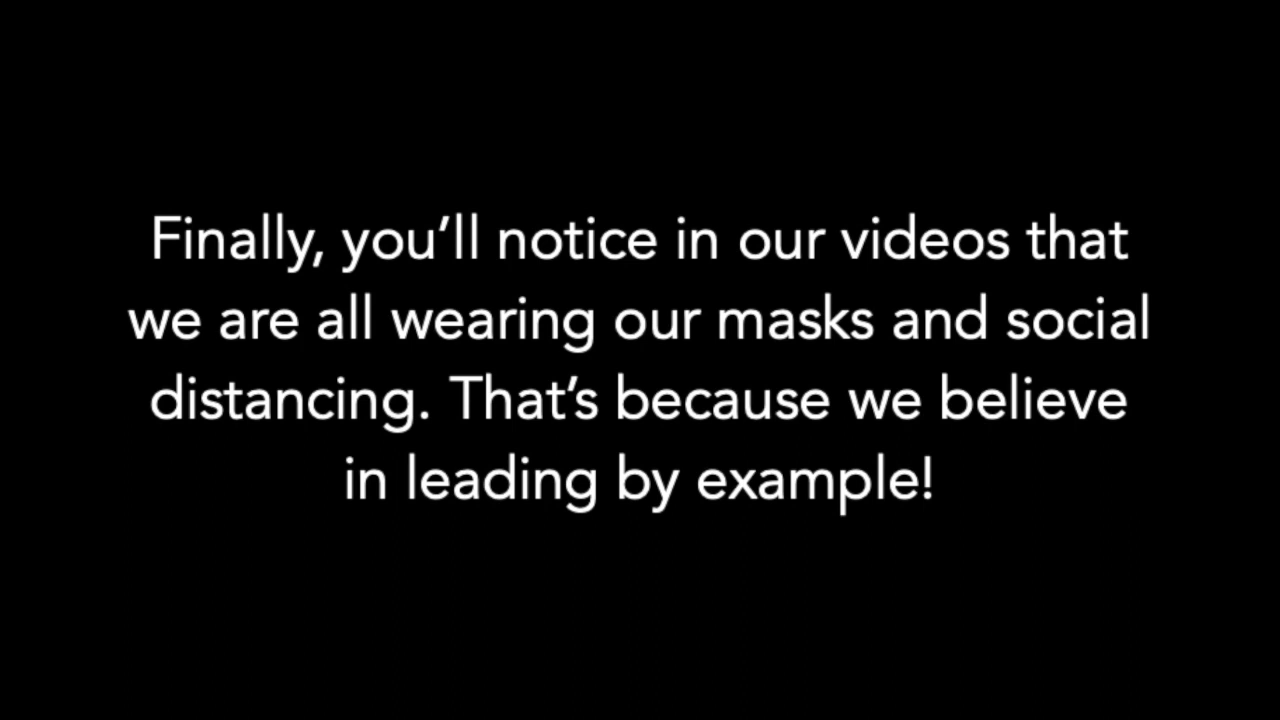 Finally, you’ll notice in our videos that
we are all wearing our masks and social
distancing. That’s because we believe
in leading by example!